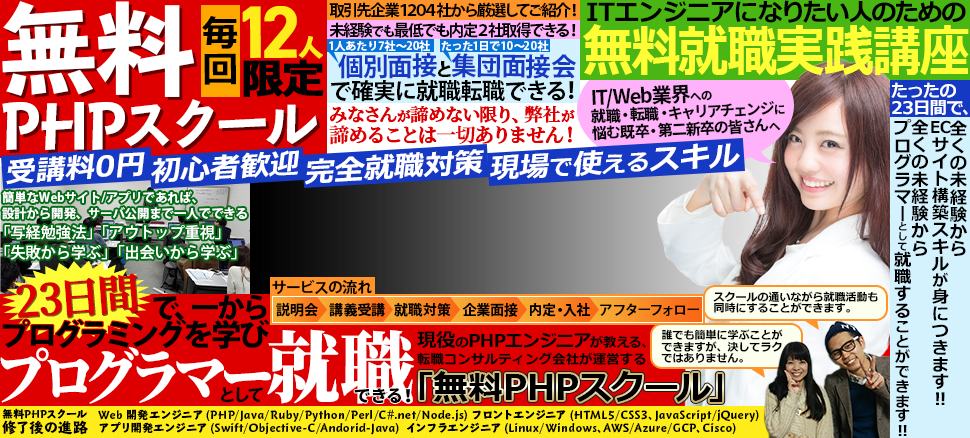 無料
PHPスクール
毎回
12人
限定
取引先企業1204社から厳選してご紹介！
未経験でも最低でも内定2社取得できる！
1人あたり7社〜20社
たった1日で10〜20社
個別面接と集団面接会
で確実に就職転職できる！
みなさんが諦めない限り、弊社が
諦めることは一切ありません！
ITエンジニアになりたい人のための
無料就職実践講座
IT/Web業界への
就職・転職・キャリアチェンジに
悩む既卒・第二新卒の皆さんへ
たったの
23日間で、
全くの未経験から
ECサイト構築スキルが身につきます!!
全くの未経験から
プログラマーとして就職することができます!!
受講料0円
初心者歓迎
完全就職対策
現場で使えるスキル
簡単なWebサイト/アプリであれば、
設計から開発、サーバ公開まで一人でできる
「写経勉強法」「アウトップ重視」
「失敗から学ぶ」「出会いから学ぶ」
23日間で、一から
プログラミングを学び
プログラマーとして就職できる！
サービスの流れ
説明会 講義受講 就職対策 企業面接 内定・入社 アフターフォロー
現役のPHPエンジニアが教える、
転職コンサルティング会社が運営する
「無料PHPスクール」
スクールの通いながら就職活動も
同時にすることができます。
誰でも簡単に学ぶことが
できますが、決してラク
ではありません。
無料PHPスクール
修了後の進路
Web 開発エンジニア (PHP/Java/Ruby/Python/Perl/C#.net/Node.js) フロントエンジニア (HTML5/CSS3、JavaScript/jQuery)
アプリ開発エンジニア (Swift/Objective-C/Andorid-Java) インフラエンジニア (Linux/Windows、AWS/Azure/GCP、Cisco)